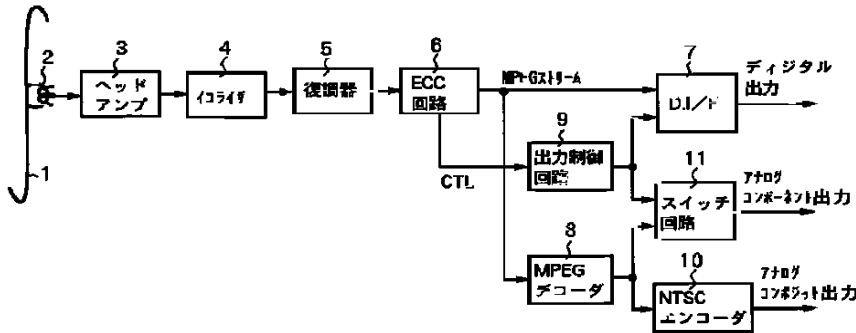 1
2
3
ヘッド
アンプ
4
イコライザ
5
復調器
6
ECC
回路
MPEGストリーム
CTL
7
D.I/F
ディジタル
出力
9
出力制御
回路
11
スイッチ
回路
アナログ
コンポーネント出力
8
MPEG
デコーダ
10
NTSC
エンコーダ
アナログ
コンポジット出力